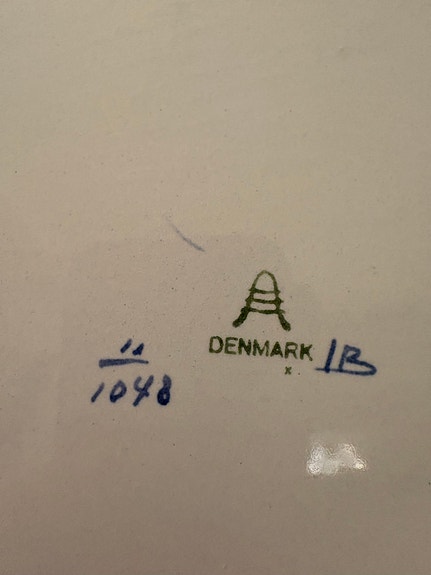 DENMARK IB
x
11
1048